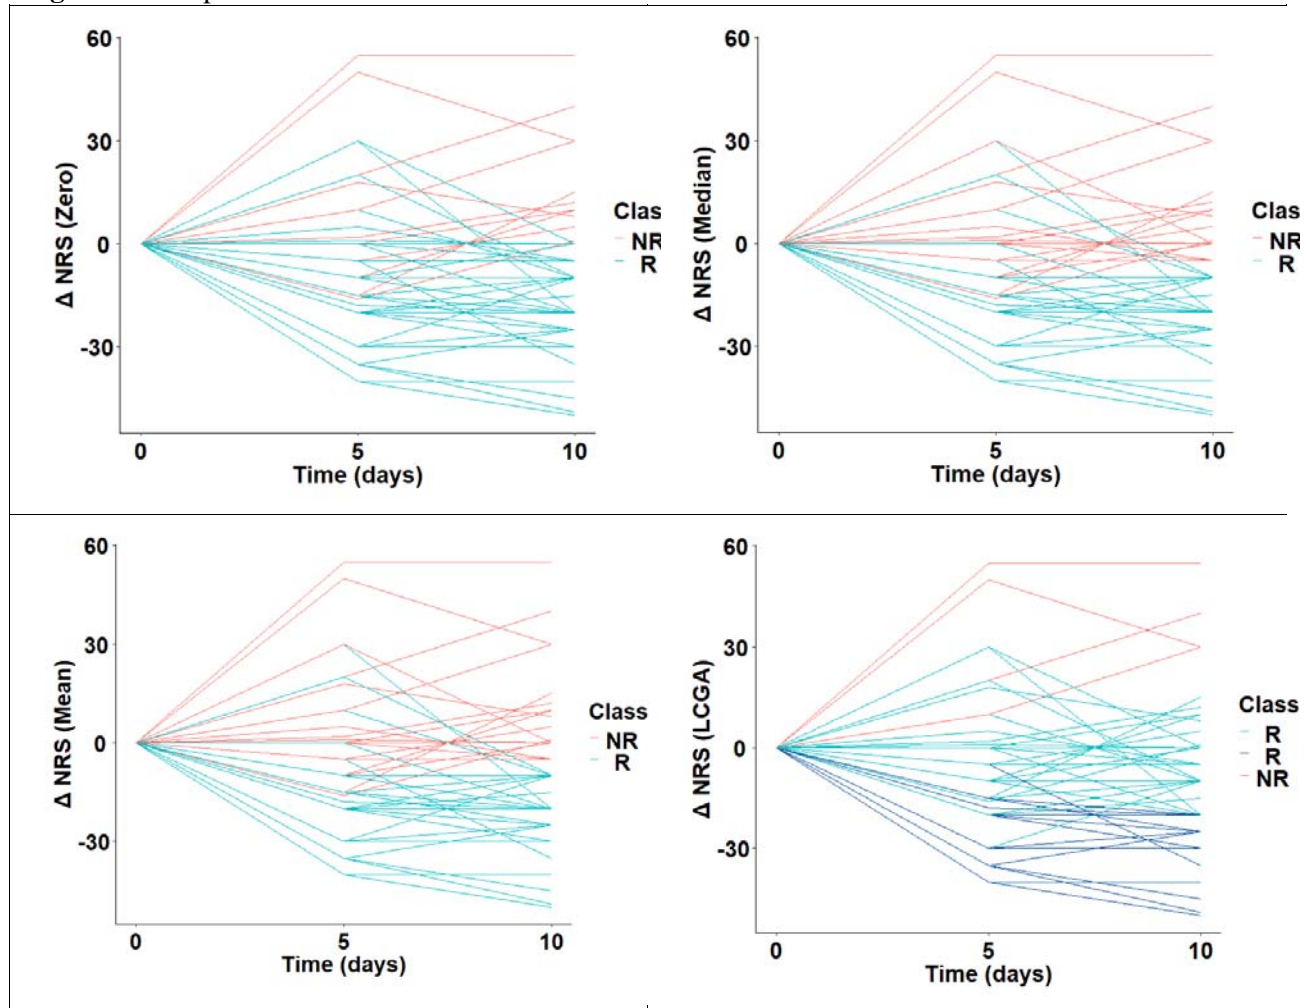 60
30
0
-30
Δ NRS (Zero)
0 5 10
Time (days)
Clas
NR
R
60
30
0
-30
Δ NRS (Median)
0 5 10
Time (days)
Clas
NR
R
60
30
0
-30
Δ NRS (Mean)
0 5 10
Time (days)
Class
NR
R
60
30
0
-30
Δ NRS (LCGA)
0 5 10
Time (days)
Class
R
R
NR